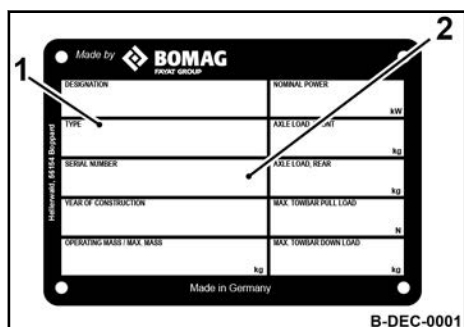 2
Made by BOMAG
FAYAT GROUP
1
DESIGNATION
NOMINAL POWER
kW
TYPE
AXLE LOAD
kg
SERIAL NUMBER
AXLE LOAD, REAR
kg
YEAR OF CONSTRUCTION
MAX. TOWBAR PULL LOAD
N
OPERATING MASS / MAX. MASS
kg
MAX. TOWBAR DOWN LOAD
kg
Hellerwald, 56154 Boppard
Made in Germany
B-DEC-0001